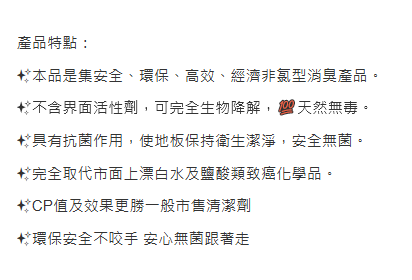 產品特點：
✨本品是集安全、環保、高效、經濟非氯型消臭產品。
✨不含界面活性劑，可完全生物降解，💯天然無毒。
✨具有抗菌作用，使地板保持衛生潔淨，安全無菌。
✨完全取代市面上漂白水及鹽酸類致癌化學品。
✨CP值及效果更勝一般市售清潔劑
✨環保安全不咬手 安心無菌跟著走